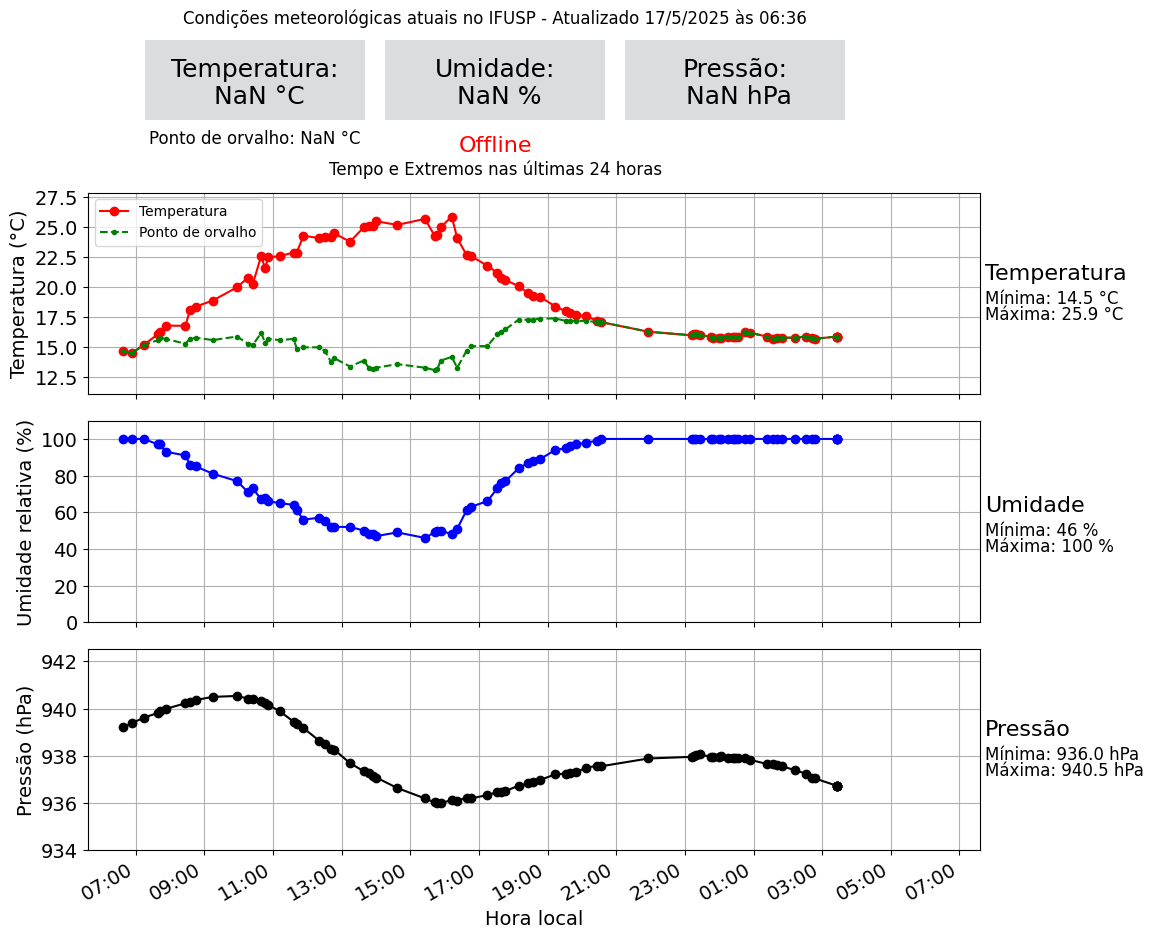 Condições meteorológicas atuais no IFUSP - Atualizado 17/5/2025 às 06:36
Temperatura:
NaN °C
Umidade:
NaN %
Pressão:
NaN hPa
Ponto de orvalho: NaN °C
Offline
Tempo e Extremos nas últimas 24 horas
Temperatura (°C)
27.5
25.0
22.5
20.0
17.5
15.0
12.5
Temperatura
Ponto de orvalho
Temperatura
Mínima: 14.5 °C
Máxima: 25.9 °C
Umidade relativa (%)
100
80
60
40
20
0
Umidade
Mínima: 46 %
Máxima: 100 %
Pressão (hPa)
942
940
938
936
934
Pressão
Mínima: 936.0 hPa
Máxima: 940.5 hPa
07:00 09:00 11:00 13:00 15:00 17:00 19:00 21:00 23:00 01:00 03:00 05:00 07:00
Hora local